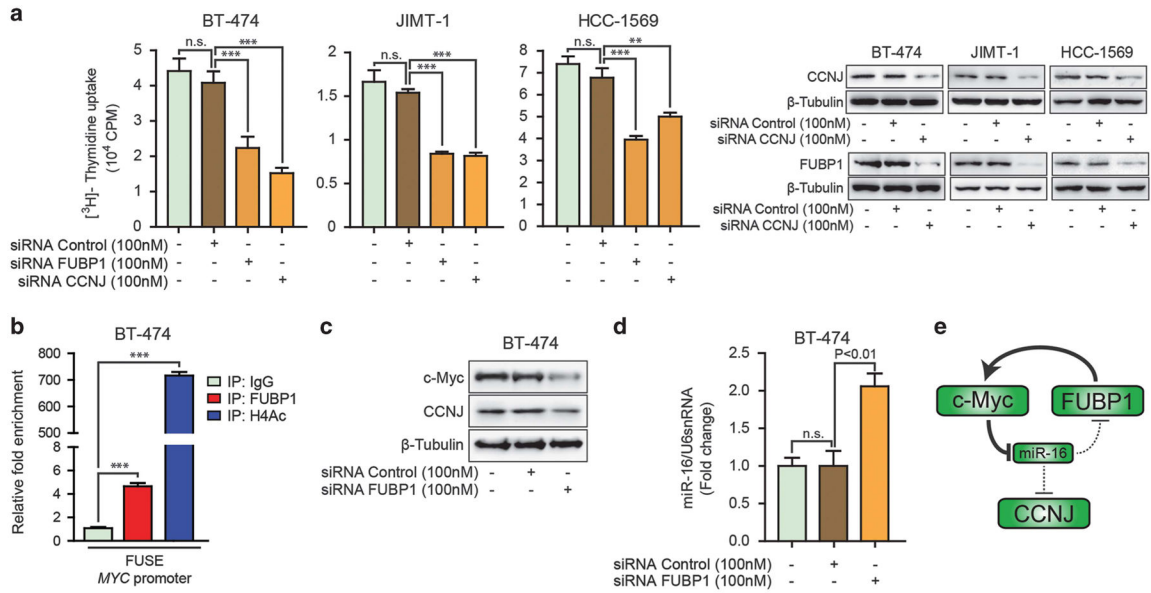 a
BT-474
JIMT-1
HCC-1569
[³H]- Thymidine uptake
(10⁴ CPM)
5
4
3
2
1
0
n.s.
***
***
2
1.5
1
0.5
0
n.s.
***
***
8
7
6
5
4
3
2
1
0
n.s.
***
**
siRNA Control (100nM) - + - - - + - - - + - -
siRNA FUBP1 (100nM) - - + - - - + - - - + -
siRNA CCNJ (100nM) - - - + - - - + - - - +
BT-474 JIMT-1 HCC-1569
CCNJ
β-Tubulin
siRNA Control (100nM) - + - - + - - + -
siRNA CCNJ (100nM) - - + - - + - - +
FUBP1
β-Tubulin
siRNA Control (100nM) - + - - + - - + -
siRNA CCNJ (100nM) - - + - - + - - +
b
BT-474
Relative fold enrichment
800
700
600
500
8
6
4
2
0
***
***
IP: IgG
IP: FUBP1
IP: H4Ac
FUSE
MYC promoter
c
BT-474
c-Myc
CCNJ
β-Tubulin
siRNA Control (100nM) - + -
siRNA FUBP1 (100nM) - - +
d
BT-474
miR-16/U6snRNA
(Fold change)
2.5
2.0
1.5
1.0
0.5
0.0
n.s.
P<0.01
siRNA Control (100nM) - + -
siRNA FUBP1 (100nM) - - +
e
c-Myc
FUBP1
miR-16
CCNJ